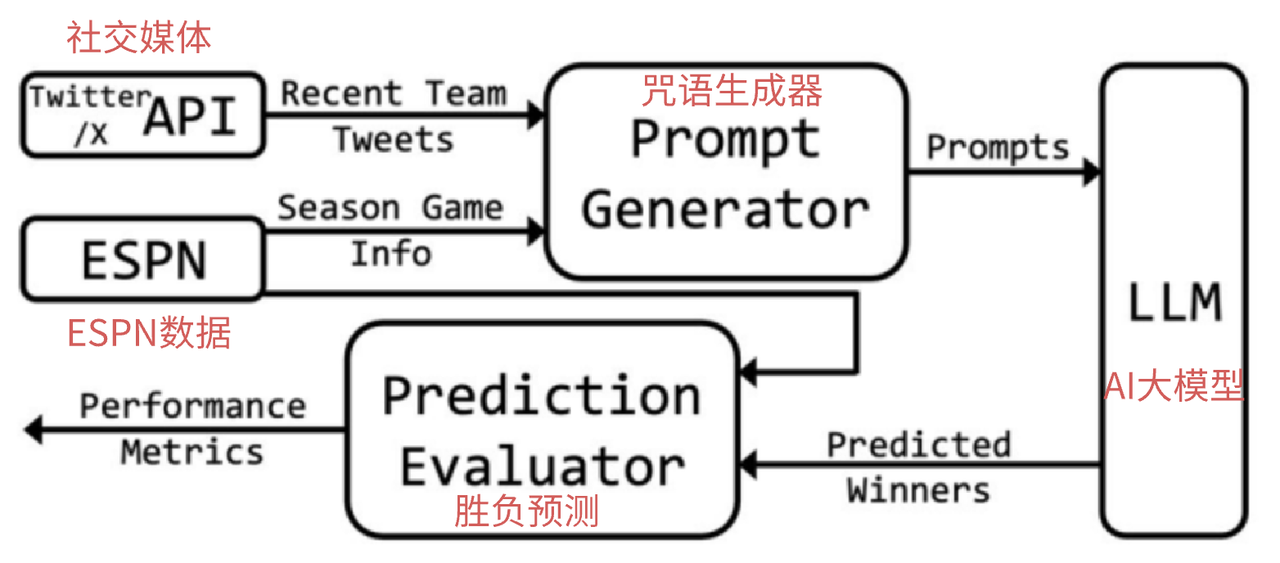 社交媒体
Twitter
/X
API
Recent Team
Tweets
咒语生成器
Prompt
Generator
Prompts
Season Game
Info
ESPN
ESPN数据
LLM
AI大模型
Performance
Metrics
Prediction
Evaluator
胜负预测
Predicted
Winners